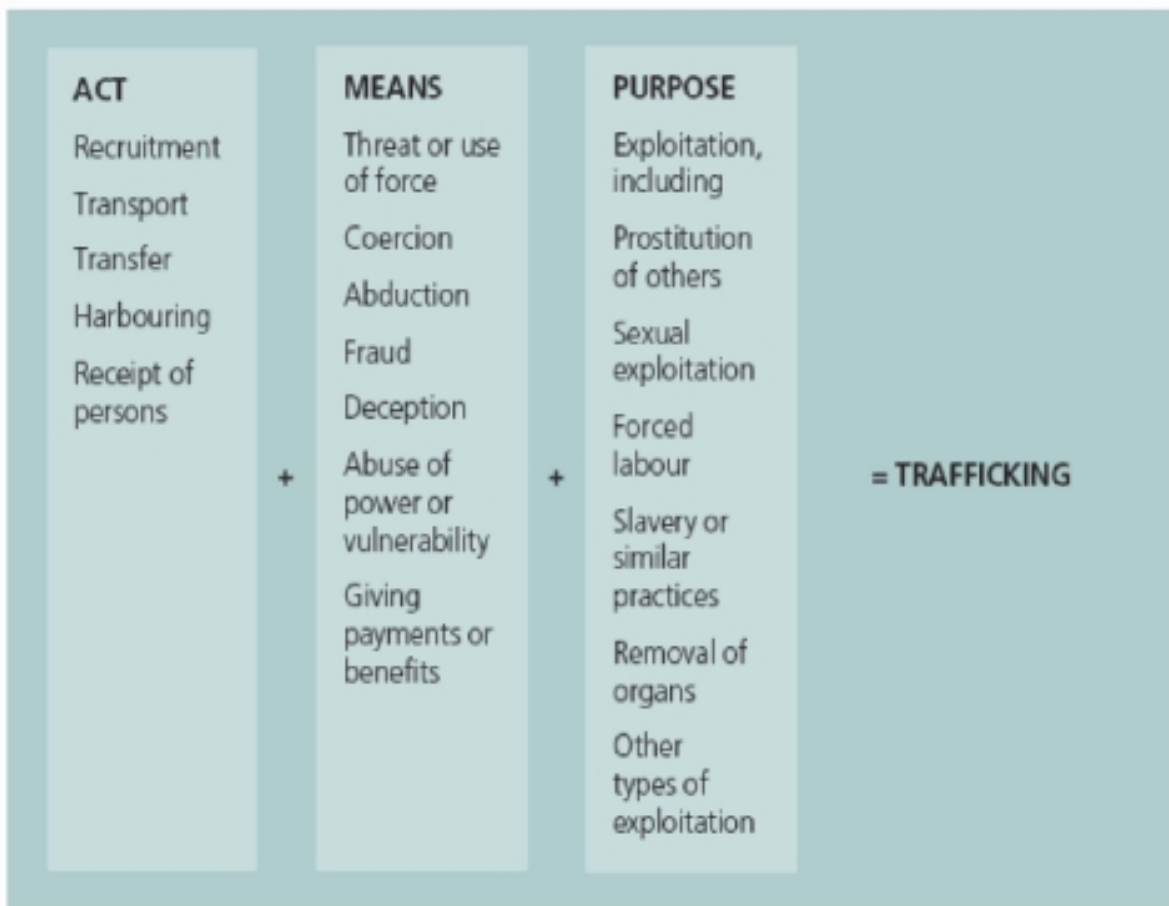 ACT
Recruitment
Transport
Transfer
Harbouring
Receipt of
persons
+
MEANS
Threat or use
of force
Coercion
Abduction
Fraud
Deception
Abuse of
power or
vulnerability
Giving
payments or
benefits
+
PURPOSE
Exploitation,
including
Prostitution
of others
Sexual
exploitation
Forced
labour
Slavery or
similar
practices
Removal of
organs
Other
types of
exploitation
= TRAFFICKING